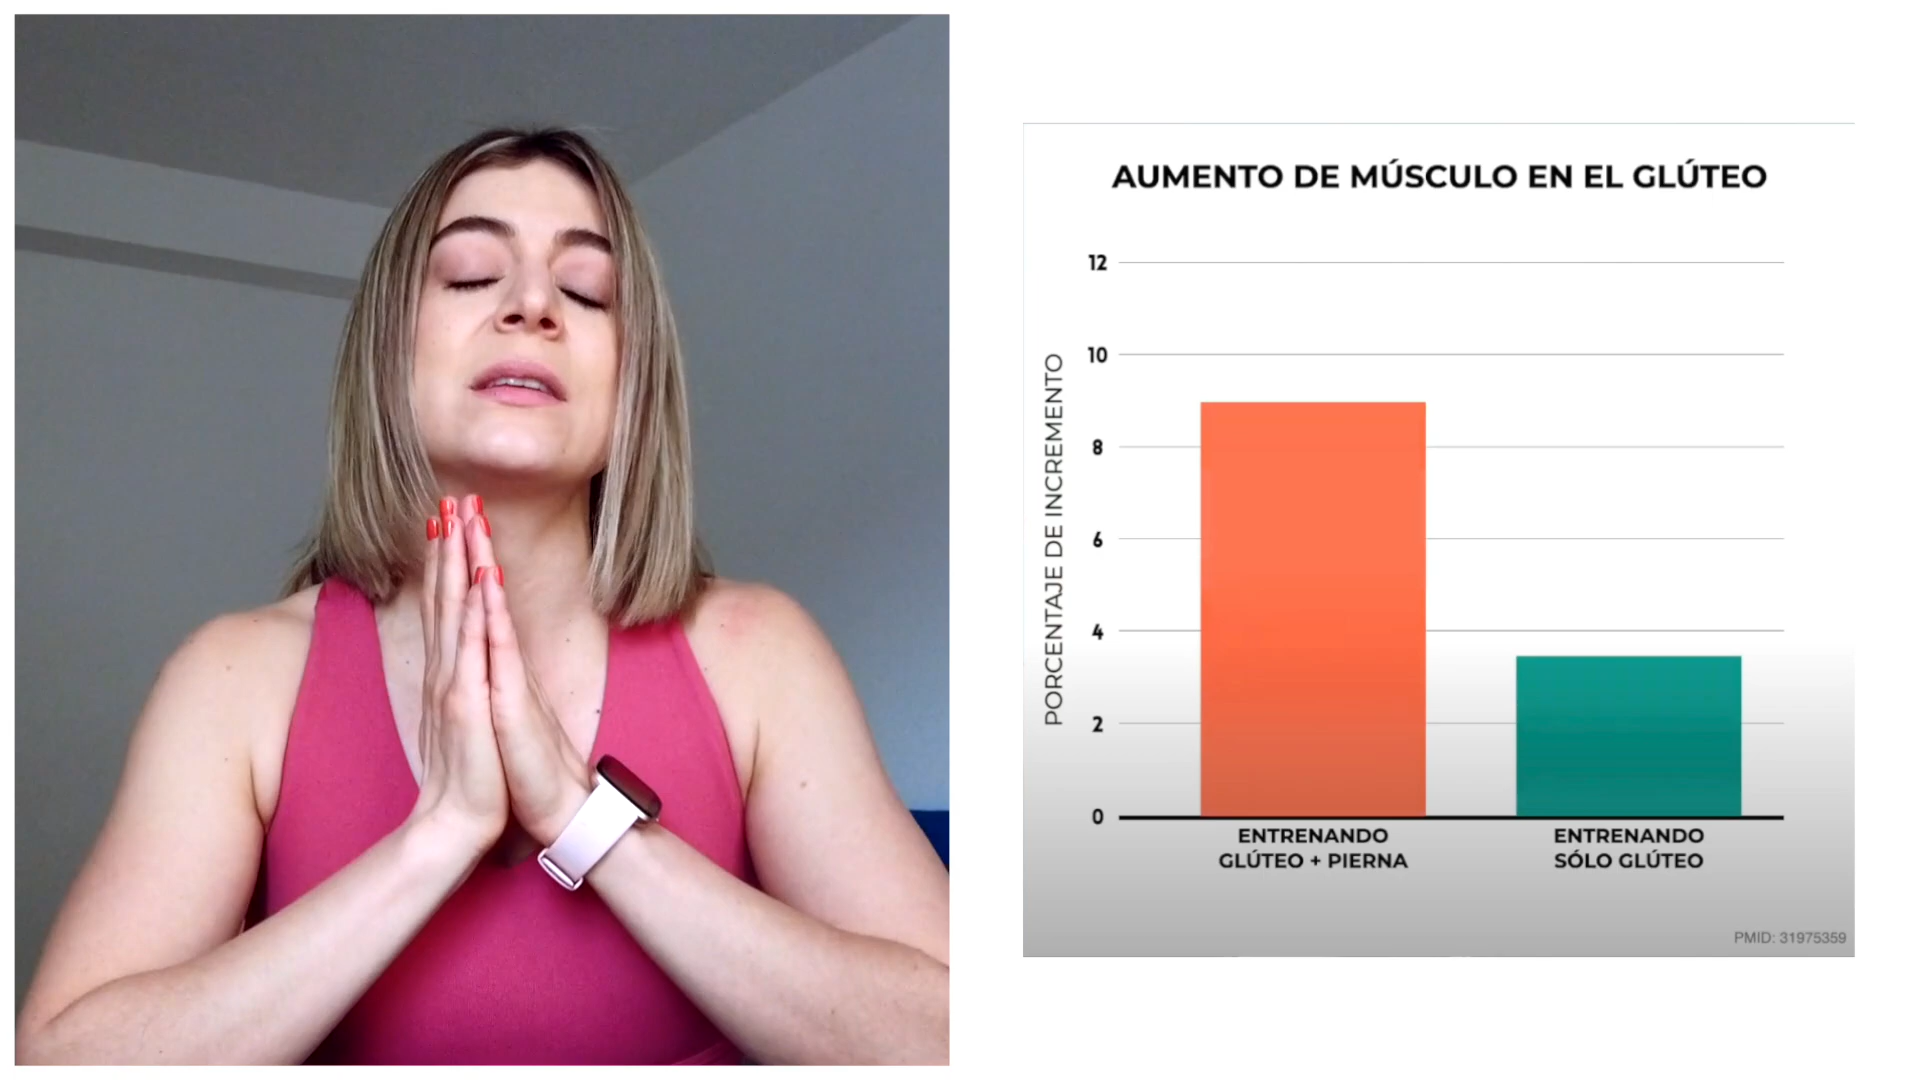 AUMENTO DE MÚSCULO EN EL GLÚTEO
PORCENTAJE DE INCREMENTO
12
10
8
6
4
2
0
ENTRENANDO
GLÚTEO + PIERNA
ENTRENANDO
SÓLO GLÚTEO
PMID: 31975359